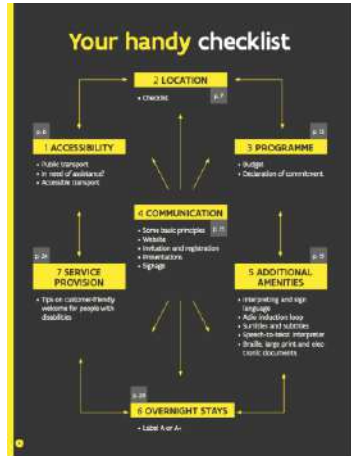 Your handy checklist
2 LOCATION
• Checklist
p. 7
p. 6
1 ACCESSIBILITY
• Public transport
• In need of assistance?
• Accessible transport
3 PROGRAMME
• Budget
• Declaration of commitment
4 COMMUNICATION
• Some basic principles
• Website
• Invitation and registration
• Presentations
• Signage
p. 24
7 SERVICE
PROVISION
• Tips on customer-friendly
welcome for people with
disabilities
5 ADDITIONAL
AMENITIES
• Interpreting and sign
language
• Adio induction loop
• Surtitles and subtitles
• Speech-to-text interpreter
• Braille, large print and elec
tronic documents
6 OVERNIGHT STAYS
• Label A or A+